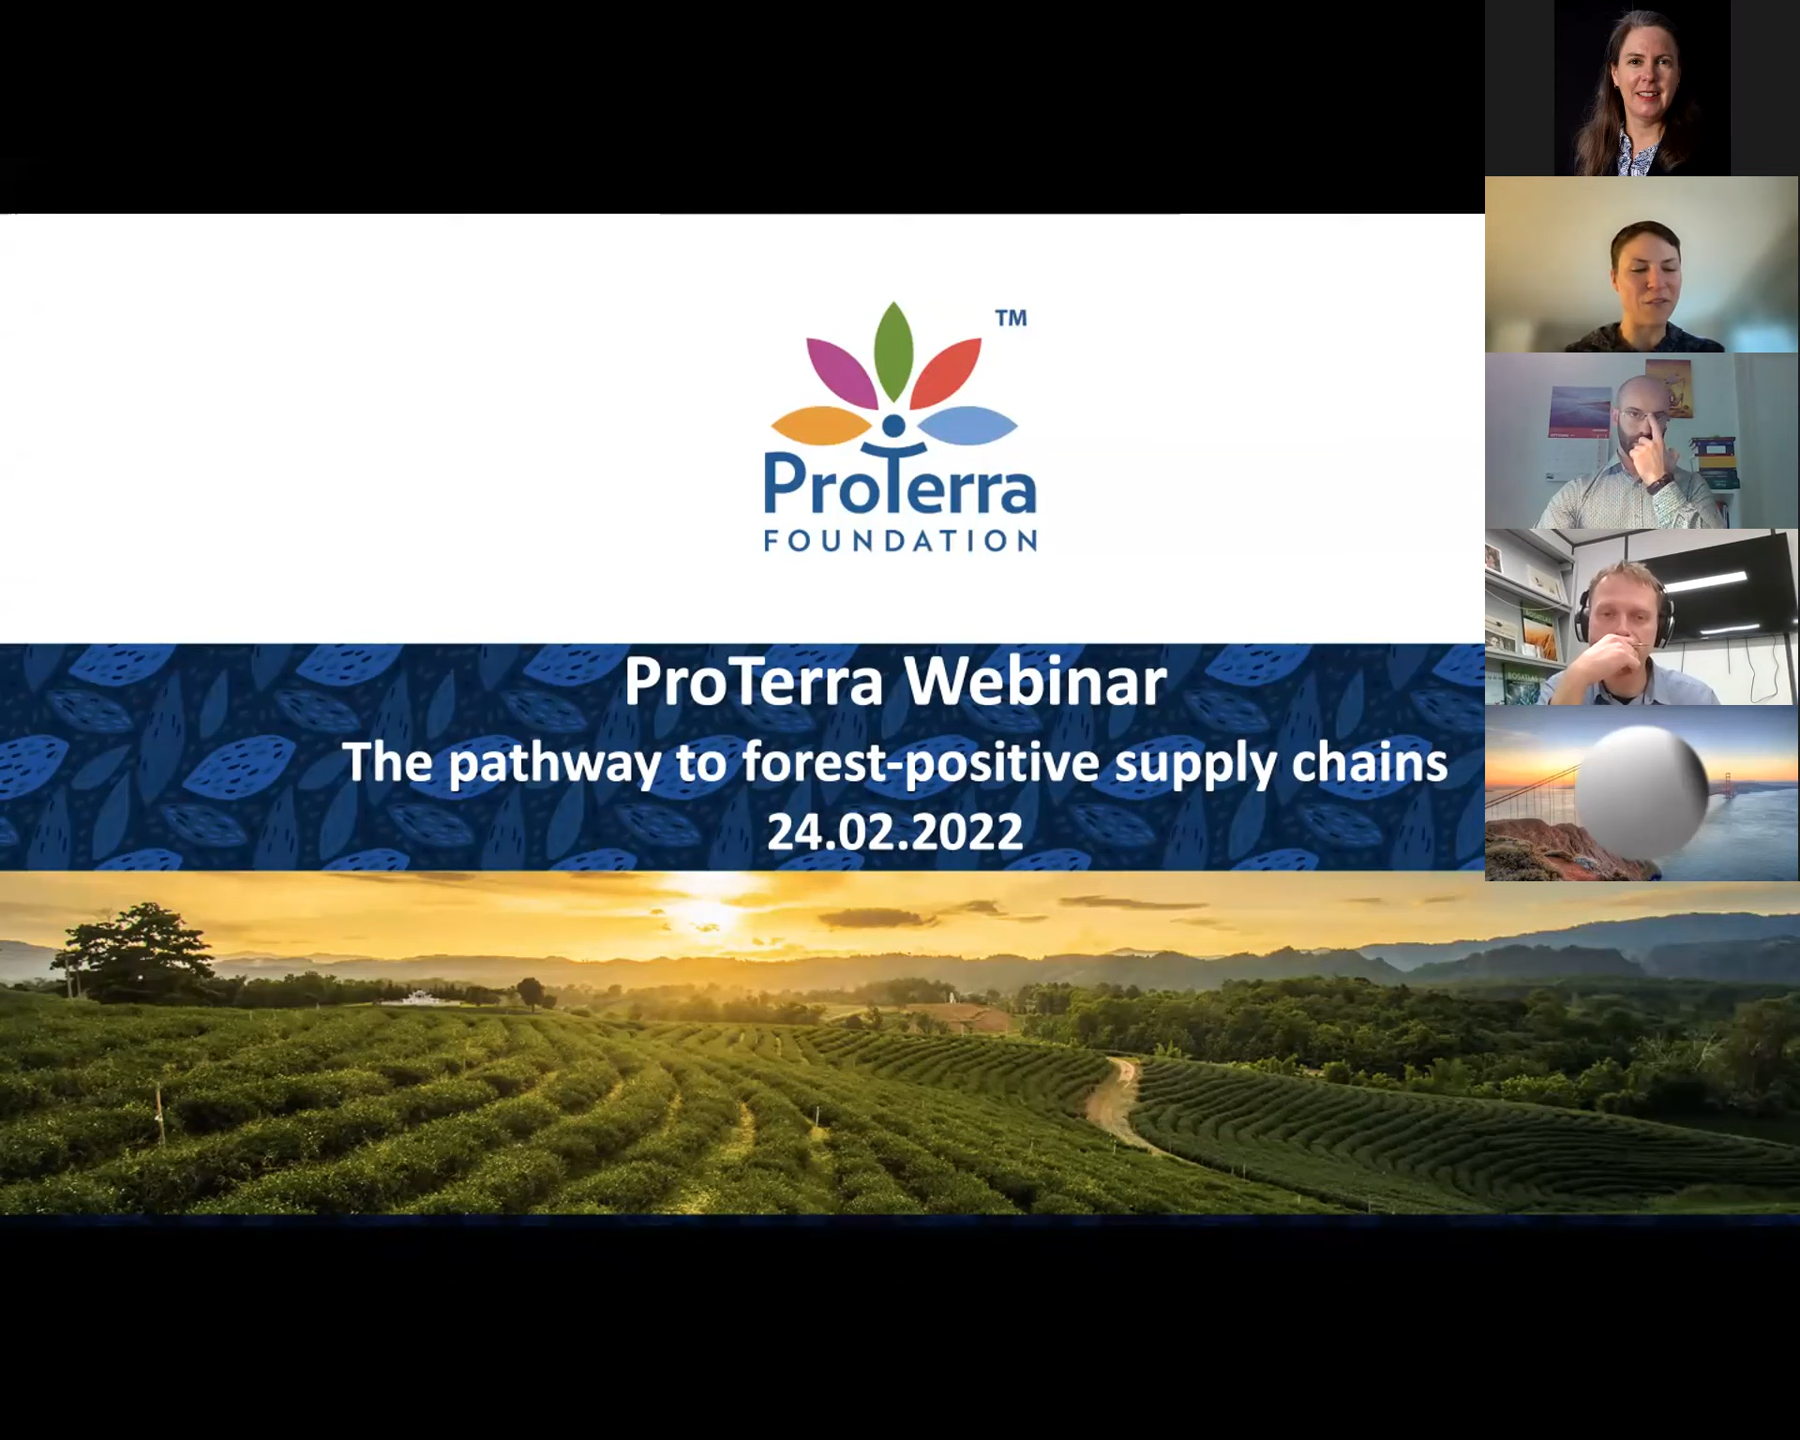 TM
ProTerra
FOUNDATION
ProTerra Webinar
The pathway to forest-positive supply chains
24.02.2022